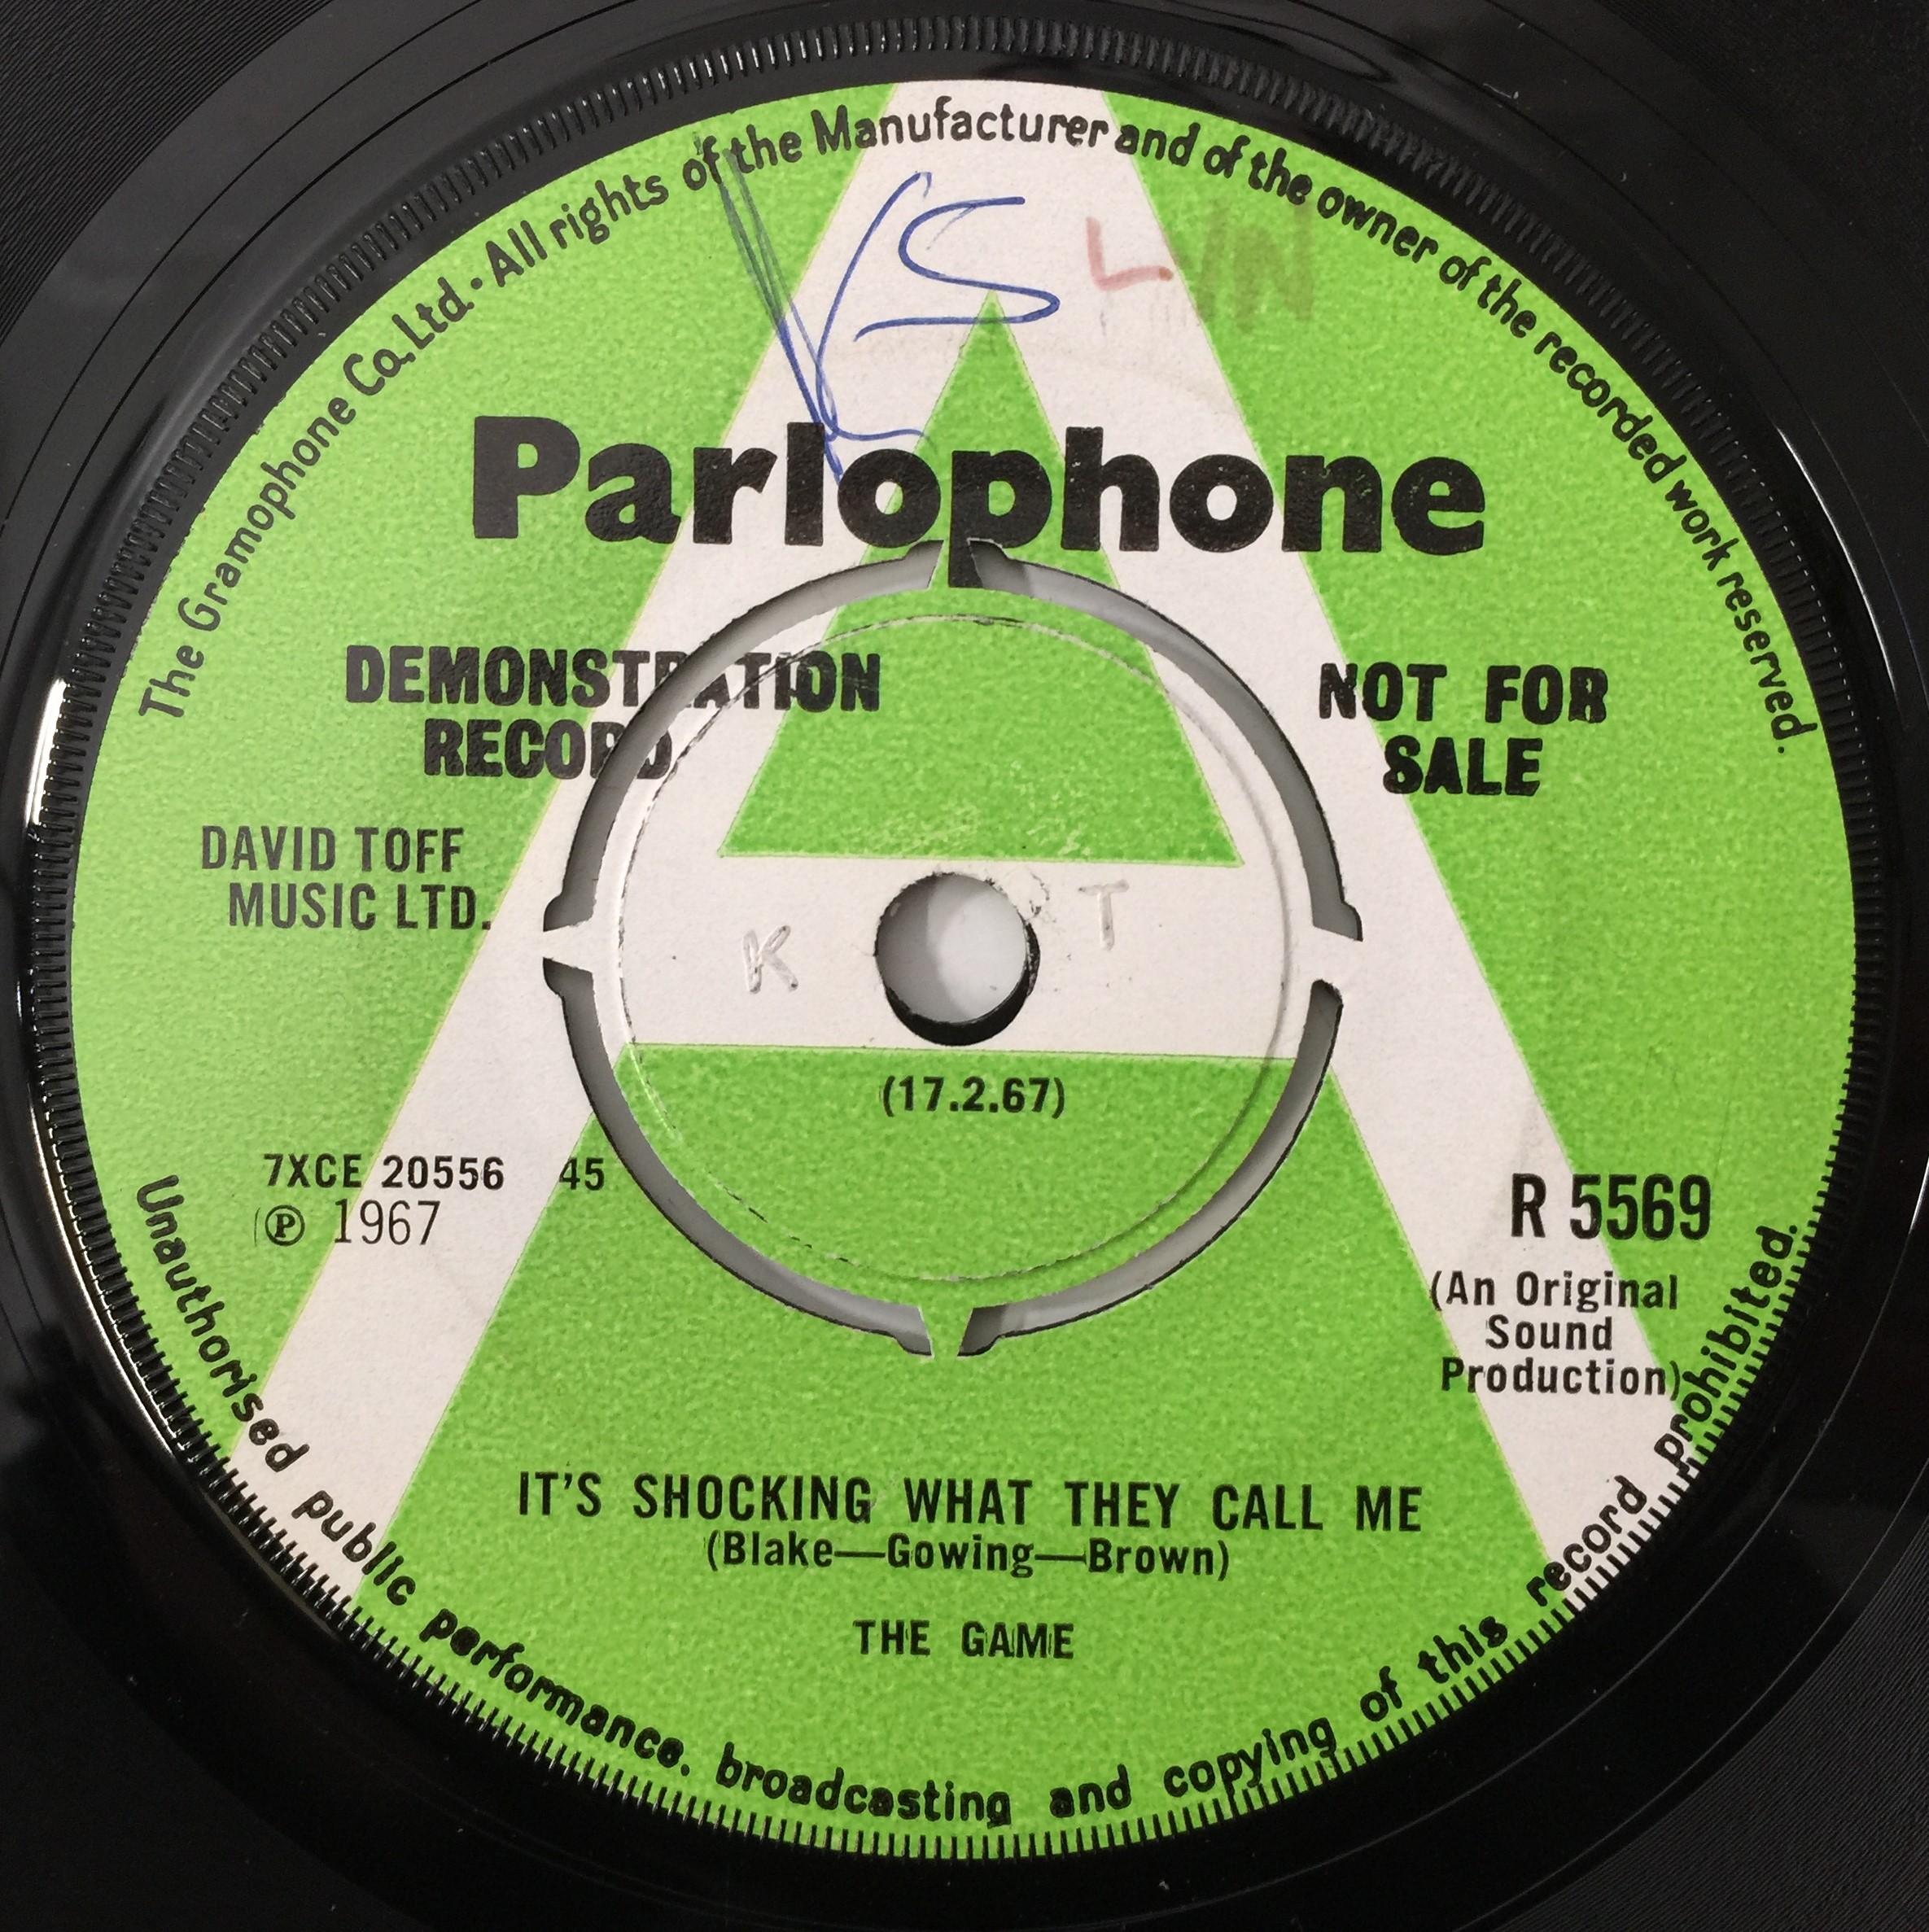 The Gramophone Co. Ltd. · All rights of the Manufacturer and of the owner of the recorded work reserved.
Parlophone
DEMONSTRATION
RECORD
NOT FOR
SALE
DAVID TOFF
MUSIC LTD.
K T
(17.2.67)
7XCE 20556 45
℗ 1967
R 5569
(An Original
Sound
Production)
IT'S SHOCKING WHAT THEY CALL ME
(Blake—Gowing—Brown)
THE GAME
Unauthorised public performance, broadcasting and copying of this record prohibited.